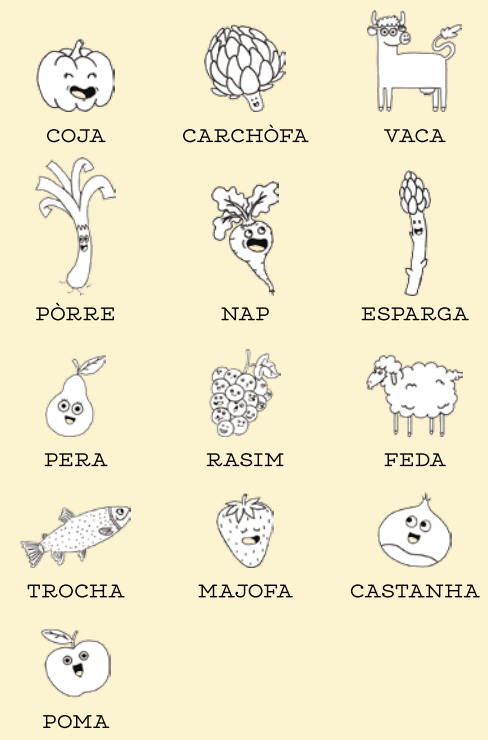 COJA
CARCHÒFA
VACA
PÒRRE
NAP
ESPARGA
PERA
RASIM
FEDA
TROCHA
MAJOFA
CASTANHA
POMA